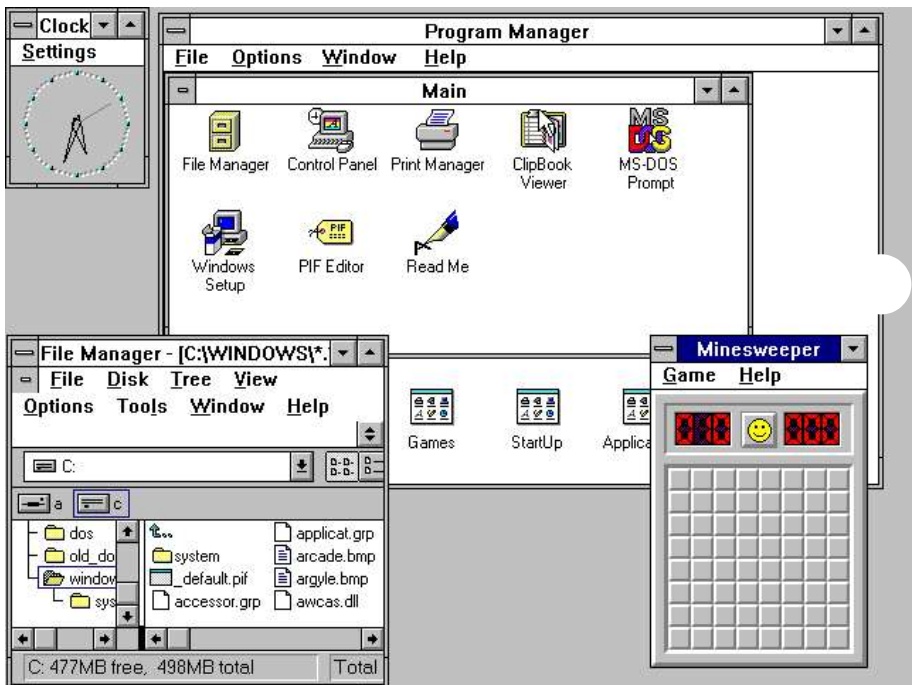 Clock
Settings
Program Manager
File Options Window Help
Main
File Manager Control Panel Print Manager ClipBook Viewer MS-DOS Prompt
MS
DOS
PIF
Windows Setup PIF Editor Read Me
File Manager - [C:\WINDOWS\*.
File Disk Tree View
Options Tools Window Help
C:
a c
dos
old_do
window
sys
system
_default.pif
accessor.grp
applicat.grp
arcade.bmp
argyle.bmp
awcas.dll
C: 477MB free, 498MB total Total
Games StartUp Applica
Minesweeper
Game Help